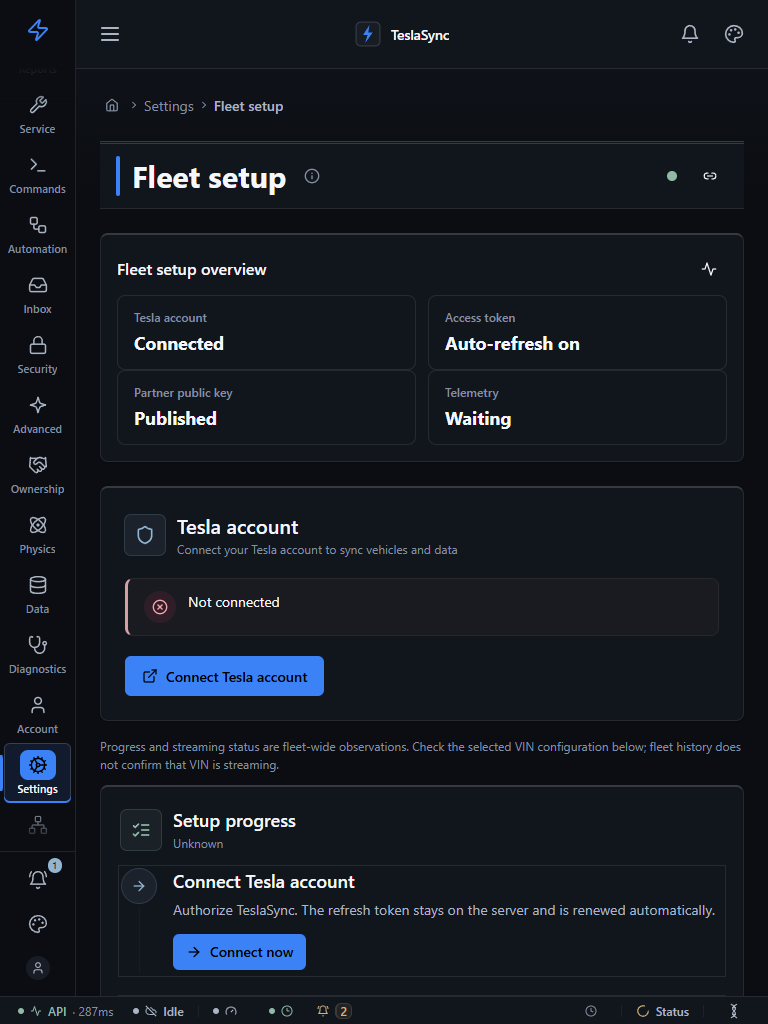 TeslaSync
Service
Commands
Automation
Inbox
Security
Advanced
Ownership
Physics
Data
Diagnostics
Account
Settings
1
Settings
Fleet setup
Fleet setup
Fleet setup overview
Tesla account
Connected
Access token
Auto-refresh on
Partner public key
Published
Telemetry
Waiting
Tesla account
Connect your Tesla account to sync vehicles and data
Not connected
Connect Tesla account
Progress and streaming status are fleet-wide observations. Check the selected VIN configuration below; fleet history does
not confirm that VIN is streaming.
Setup progress
Unknown
Connect Tesla account
Authorize TeslaSync. The refresh token stays on the server and is renewed automatically.
Connect now
API · 287ms
Idle
2
Status